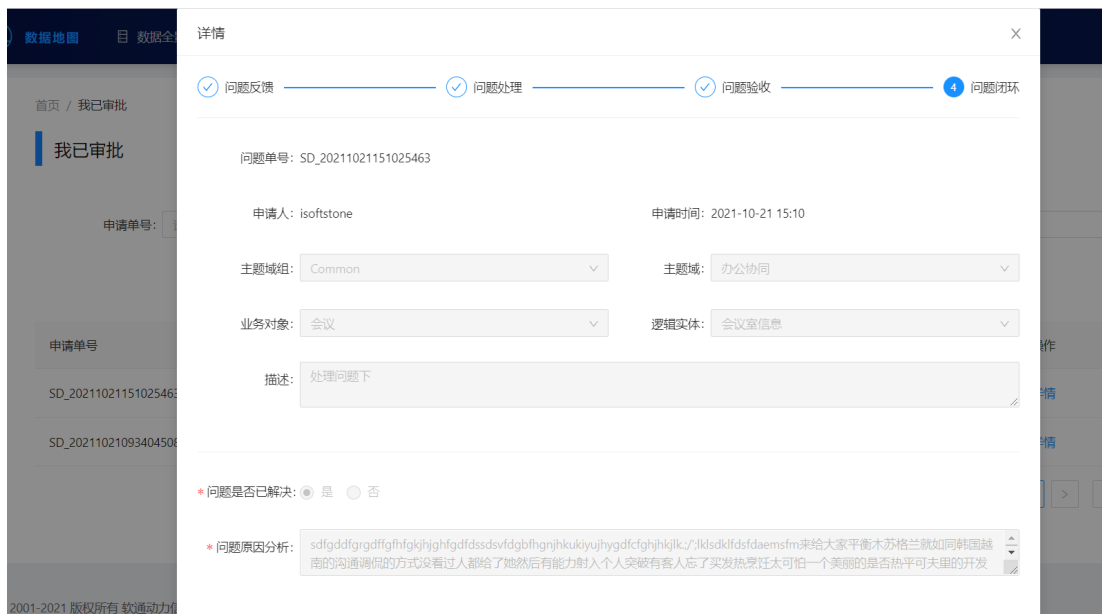 数据地圖 目 数据全
详情
问题反馈 问题处理 问题验收 4 问题闭环
首页 / 我已审批
我已审批
问题单号: SD_20211021151025463
申请人: isoftstone 申请时间: 2021-10-21 15:10
申请单号:
主题域组: Common 主题域: 办公协同
业务对象: 会议 逻辑实体: 会议室信息
申请单号 操作
描述: 处理问题下
SD_20211021151025463 详情
SD_20211021093404508 详情
* 问题是否已解决: 是 否
* 问题原因分析: sdfgddfgrgdffgfhfgkjhjghfgdfdssdsvfdgbfhgnjhkukiyujhygdfcfghjhkjlk.;/';lklsdklfdsfdaemsfm来给大家平衡木苏格兰就如同韩国越
南的沟通调侃的方式没看过人都给了她然后有能力射入个人突破有客人忘了买发热烹饪太可怕一个美丽的是否热平可夫里的开发
2001-2021 版权所有 软通动力信